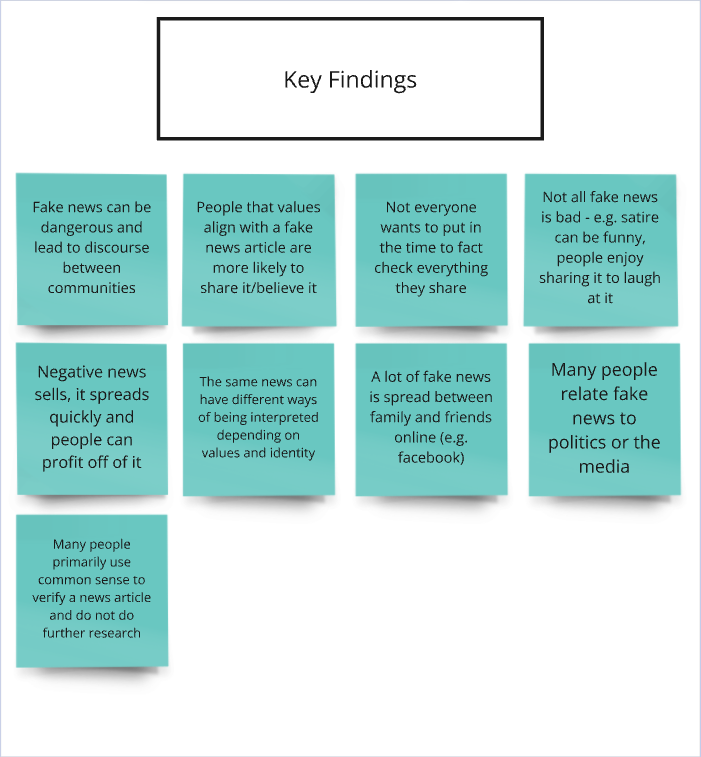 Key Findings
Fake news can be
dangerous and
lead to discourse
between
communities
People that values
align with a fake
news article are
more likely to
share it/believe it
Not everyone
wants to put in
the time to fact
check everything
they share
Not all fake news
is bad - e.g. satire
can be funny,
people enjoy
sharing it to laugh
at it
Negative news
sells, it spreads
quickly and
people can
profit off of it
The same news can
have different ways
of being interpreted
depending on
values and identity
A lot of fake news
is spread between
family and friends
online (e.g.
facebook)
Many people
relate fake
news to
politics or the
media
Many people
primarily use
common sense to
verify a news article
and do not do
further research